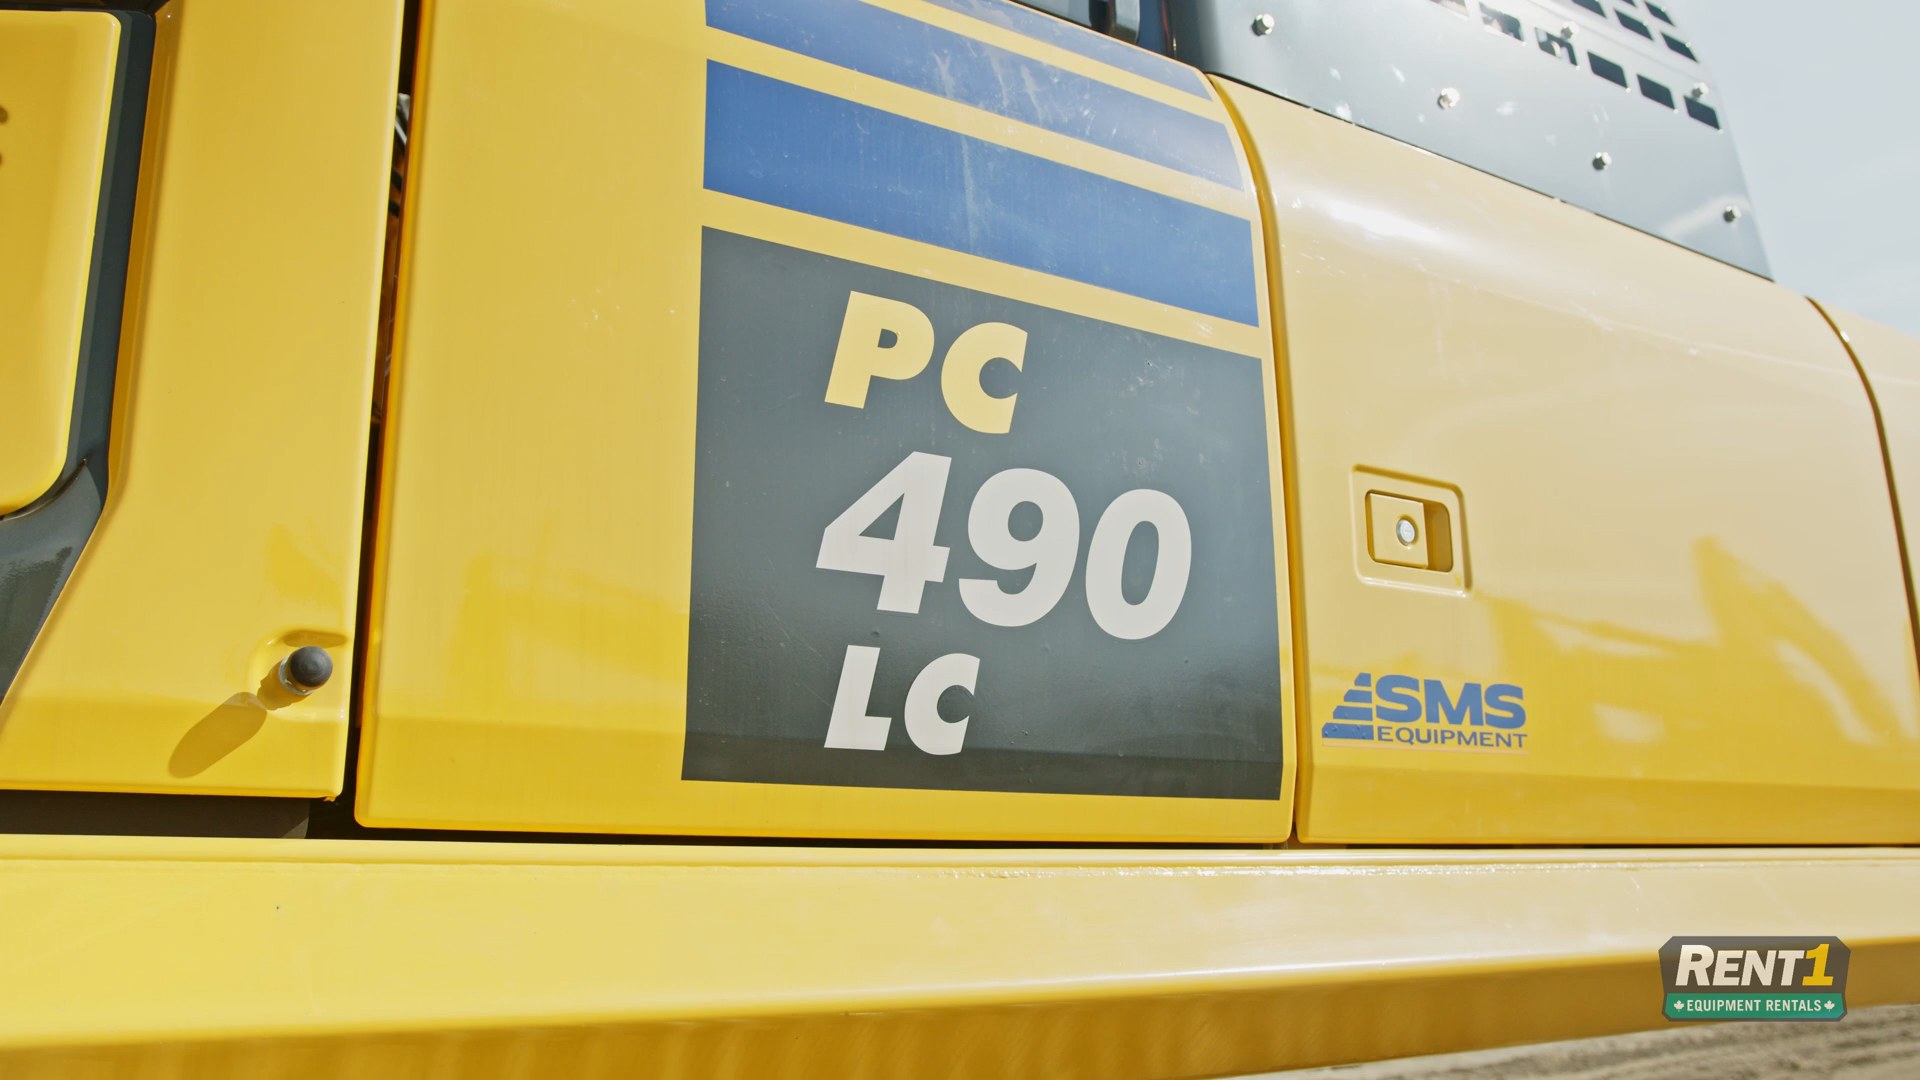 PC
490
LC
SMS
EQUIPMENT
RENT1
EQUIPMENT RENTALS